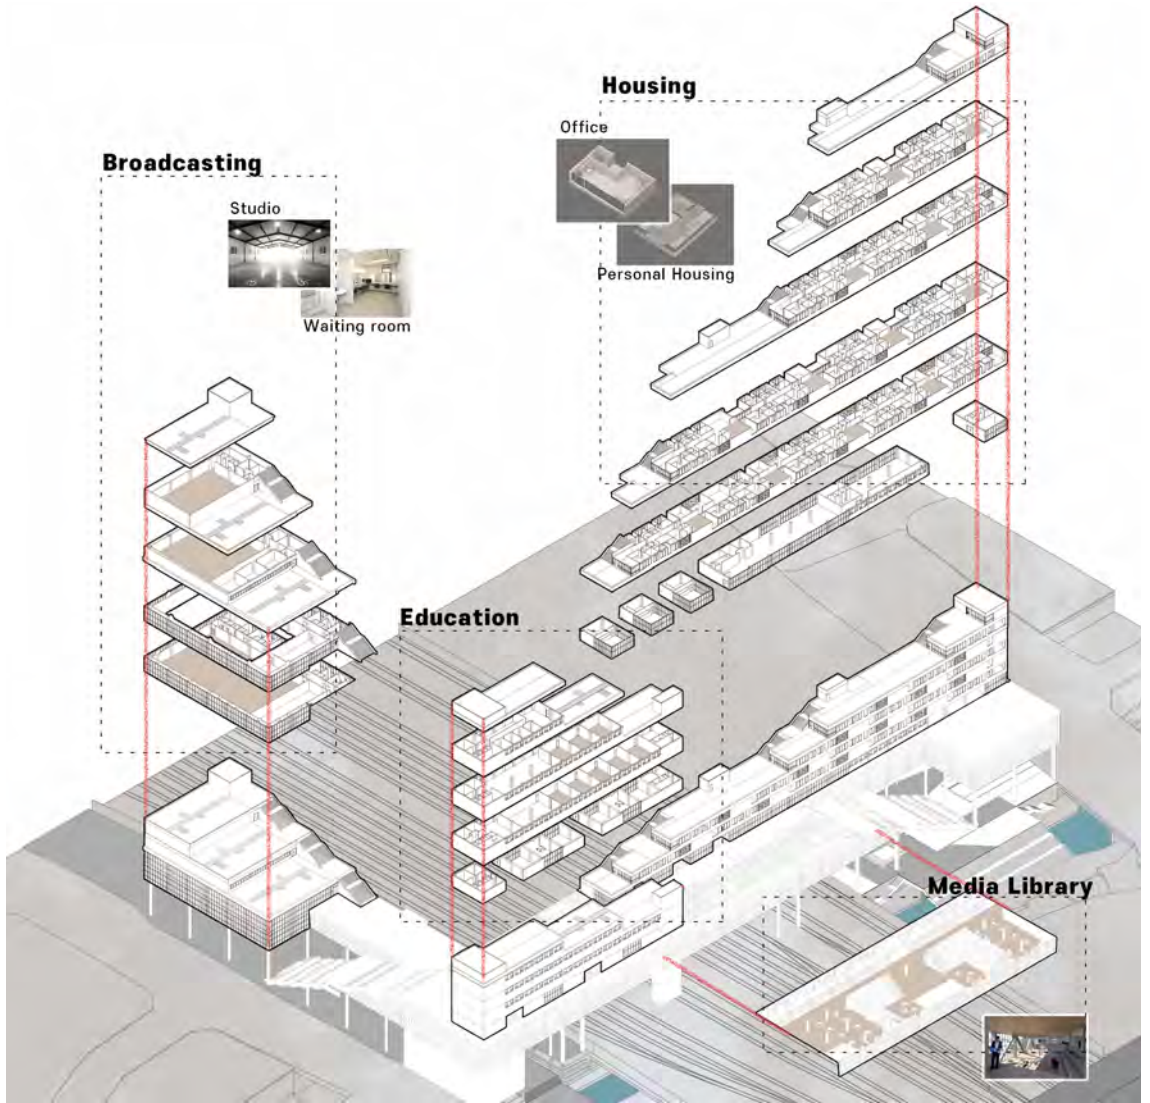 Housing
Office
Personal Housing
Broadcasting
Studio
Waiting room
Education
Media Library